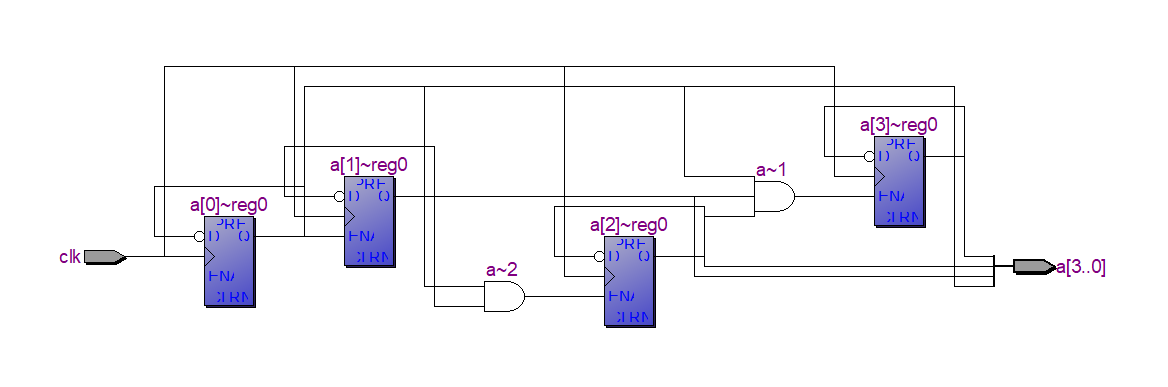 a[3]~reg0
PRE
D Q
ENA
CLRN
a~1
a[1]~reg0
PRE
D Q
ENA
CLRN
a[0]~reg0
PRE
D Q
ENA
CLRN
a[2]~reg0
PRE
D Q
ENA
CLRN
a~2
clk
a[3..0]